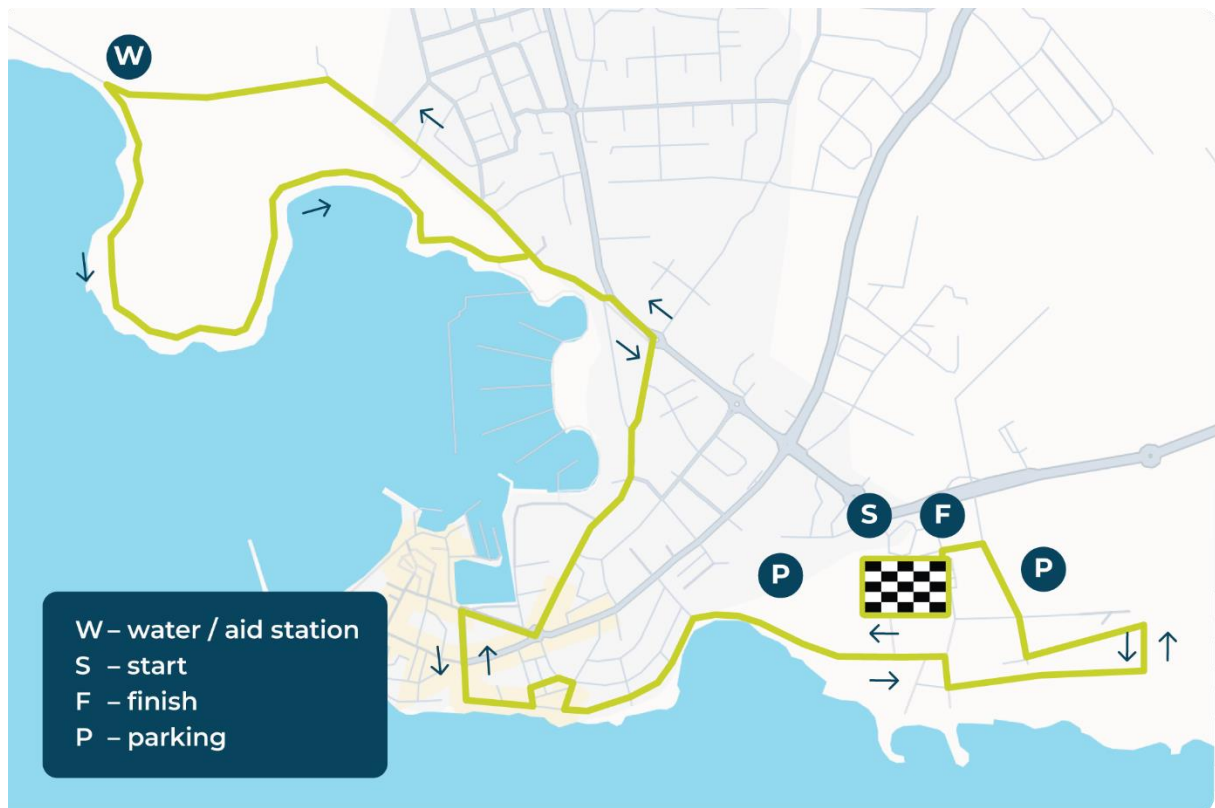 W
S
F
P
P
W – water / aid station
S – start
F – finish
P – parking